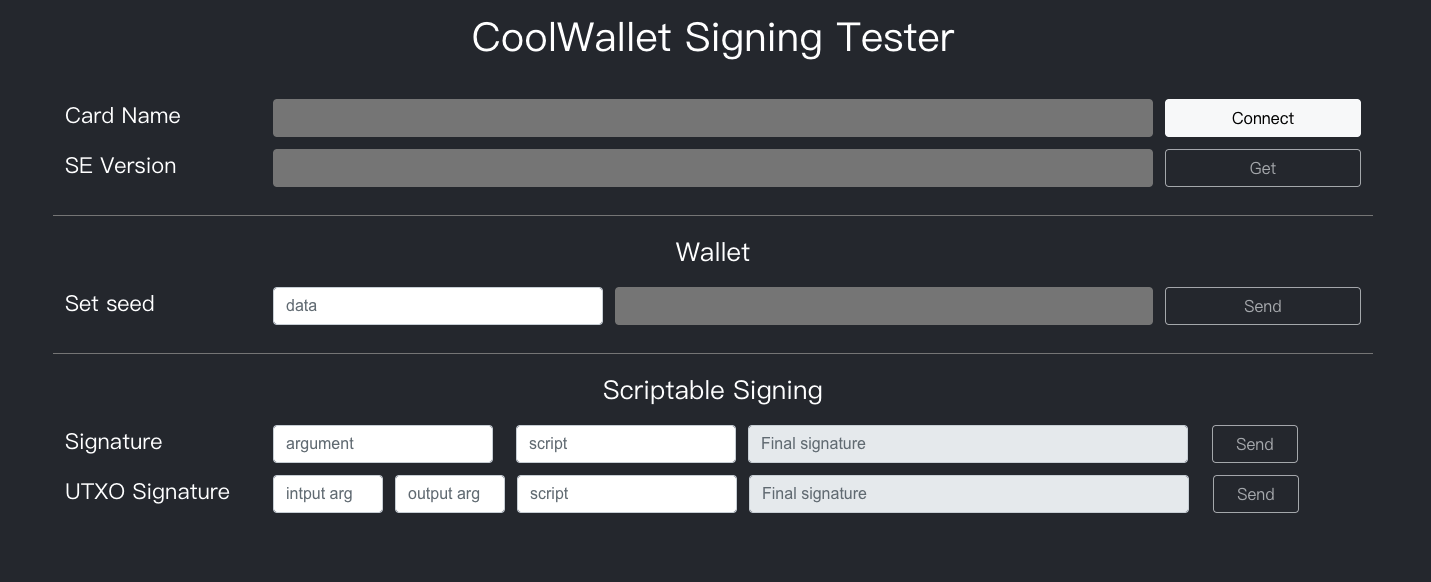 CoolWallet Signing Tester
Card Name Connect
SE Version Get
Wallet
Set seed data Send
Scriptable Signing
Signature argument script Final signature Send
UTXO Signature intput arg output arg script Final signature Send